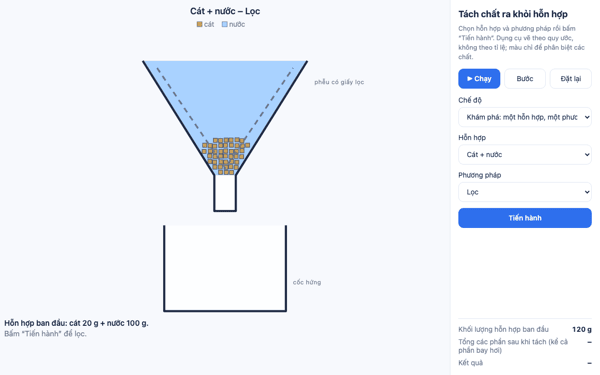 Cát + nước – Lọc
cát nước
phễu có giấy lọc
cốc hứng
Hỗn hợp ban đầu: cát 20 g + nước 100 g.
Bấm "Tiến hành" để lọc.
Tách chất ra khỏi hỗn hợp
Chọn hỗn hợp và phương pháp rồi bấm
"Tiến hành". Dụng cụ vẽ theo quy ước,
không theo tỉ lệ; màu chỉ để phân biệt các
chất.
▶ Chạy
Bước
Đặt lại
Chế độ
Khám phá: một hỗn hợp, một phươc
Hỗn hợp
Cát + nước
Phương pháp
Lọc
Tiến hành
Khối lượng hỗn hợp ban đầu 120 g
Tổng các phần sau khi tách (kể cả
phần bay hơi) –
Kết quả –